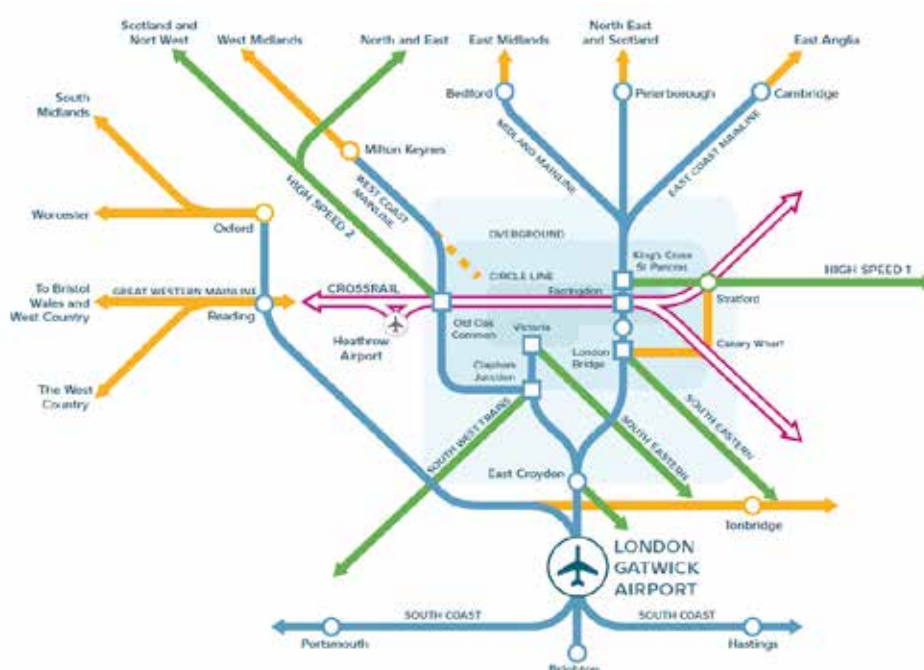 Scotland and
Nort West
West Midlands
North and East
East Midlands
North East
and Scotland
East Anglia
South
Midlands
Bedford
Peterborough
Cambridge
Milton Keynes
MIDLAND MAINLINE
EAST COAST MAINLINE
WEST COAST
MAINLINE
HIGH SPEED 2
Worcester
Oxford
OVERGROUND
King's Cross
St Pancras
CIRCLE LINE
HIGH SPEED 1
To Bristol
Wales and
West Country
GREAT WESTERN MAINLINE
Reading
CROSSRAIL
Farringdon
Stratford
Heathrow
Airport
Old Oak
Common
Victoria
London
Bridge
Canary Wharf
Clapham
Junction
The West
Country
SOUTH WEST TRAINS
SOUTH EASTERN
SOUTH EASTERN
East Croydon
Tonbridge
LONDON
GATWICK
AIRPORT
SOUTH COAST
SOUTH COAST
Portsmouth
Hastings
Brighton